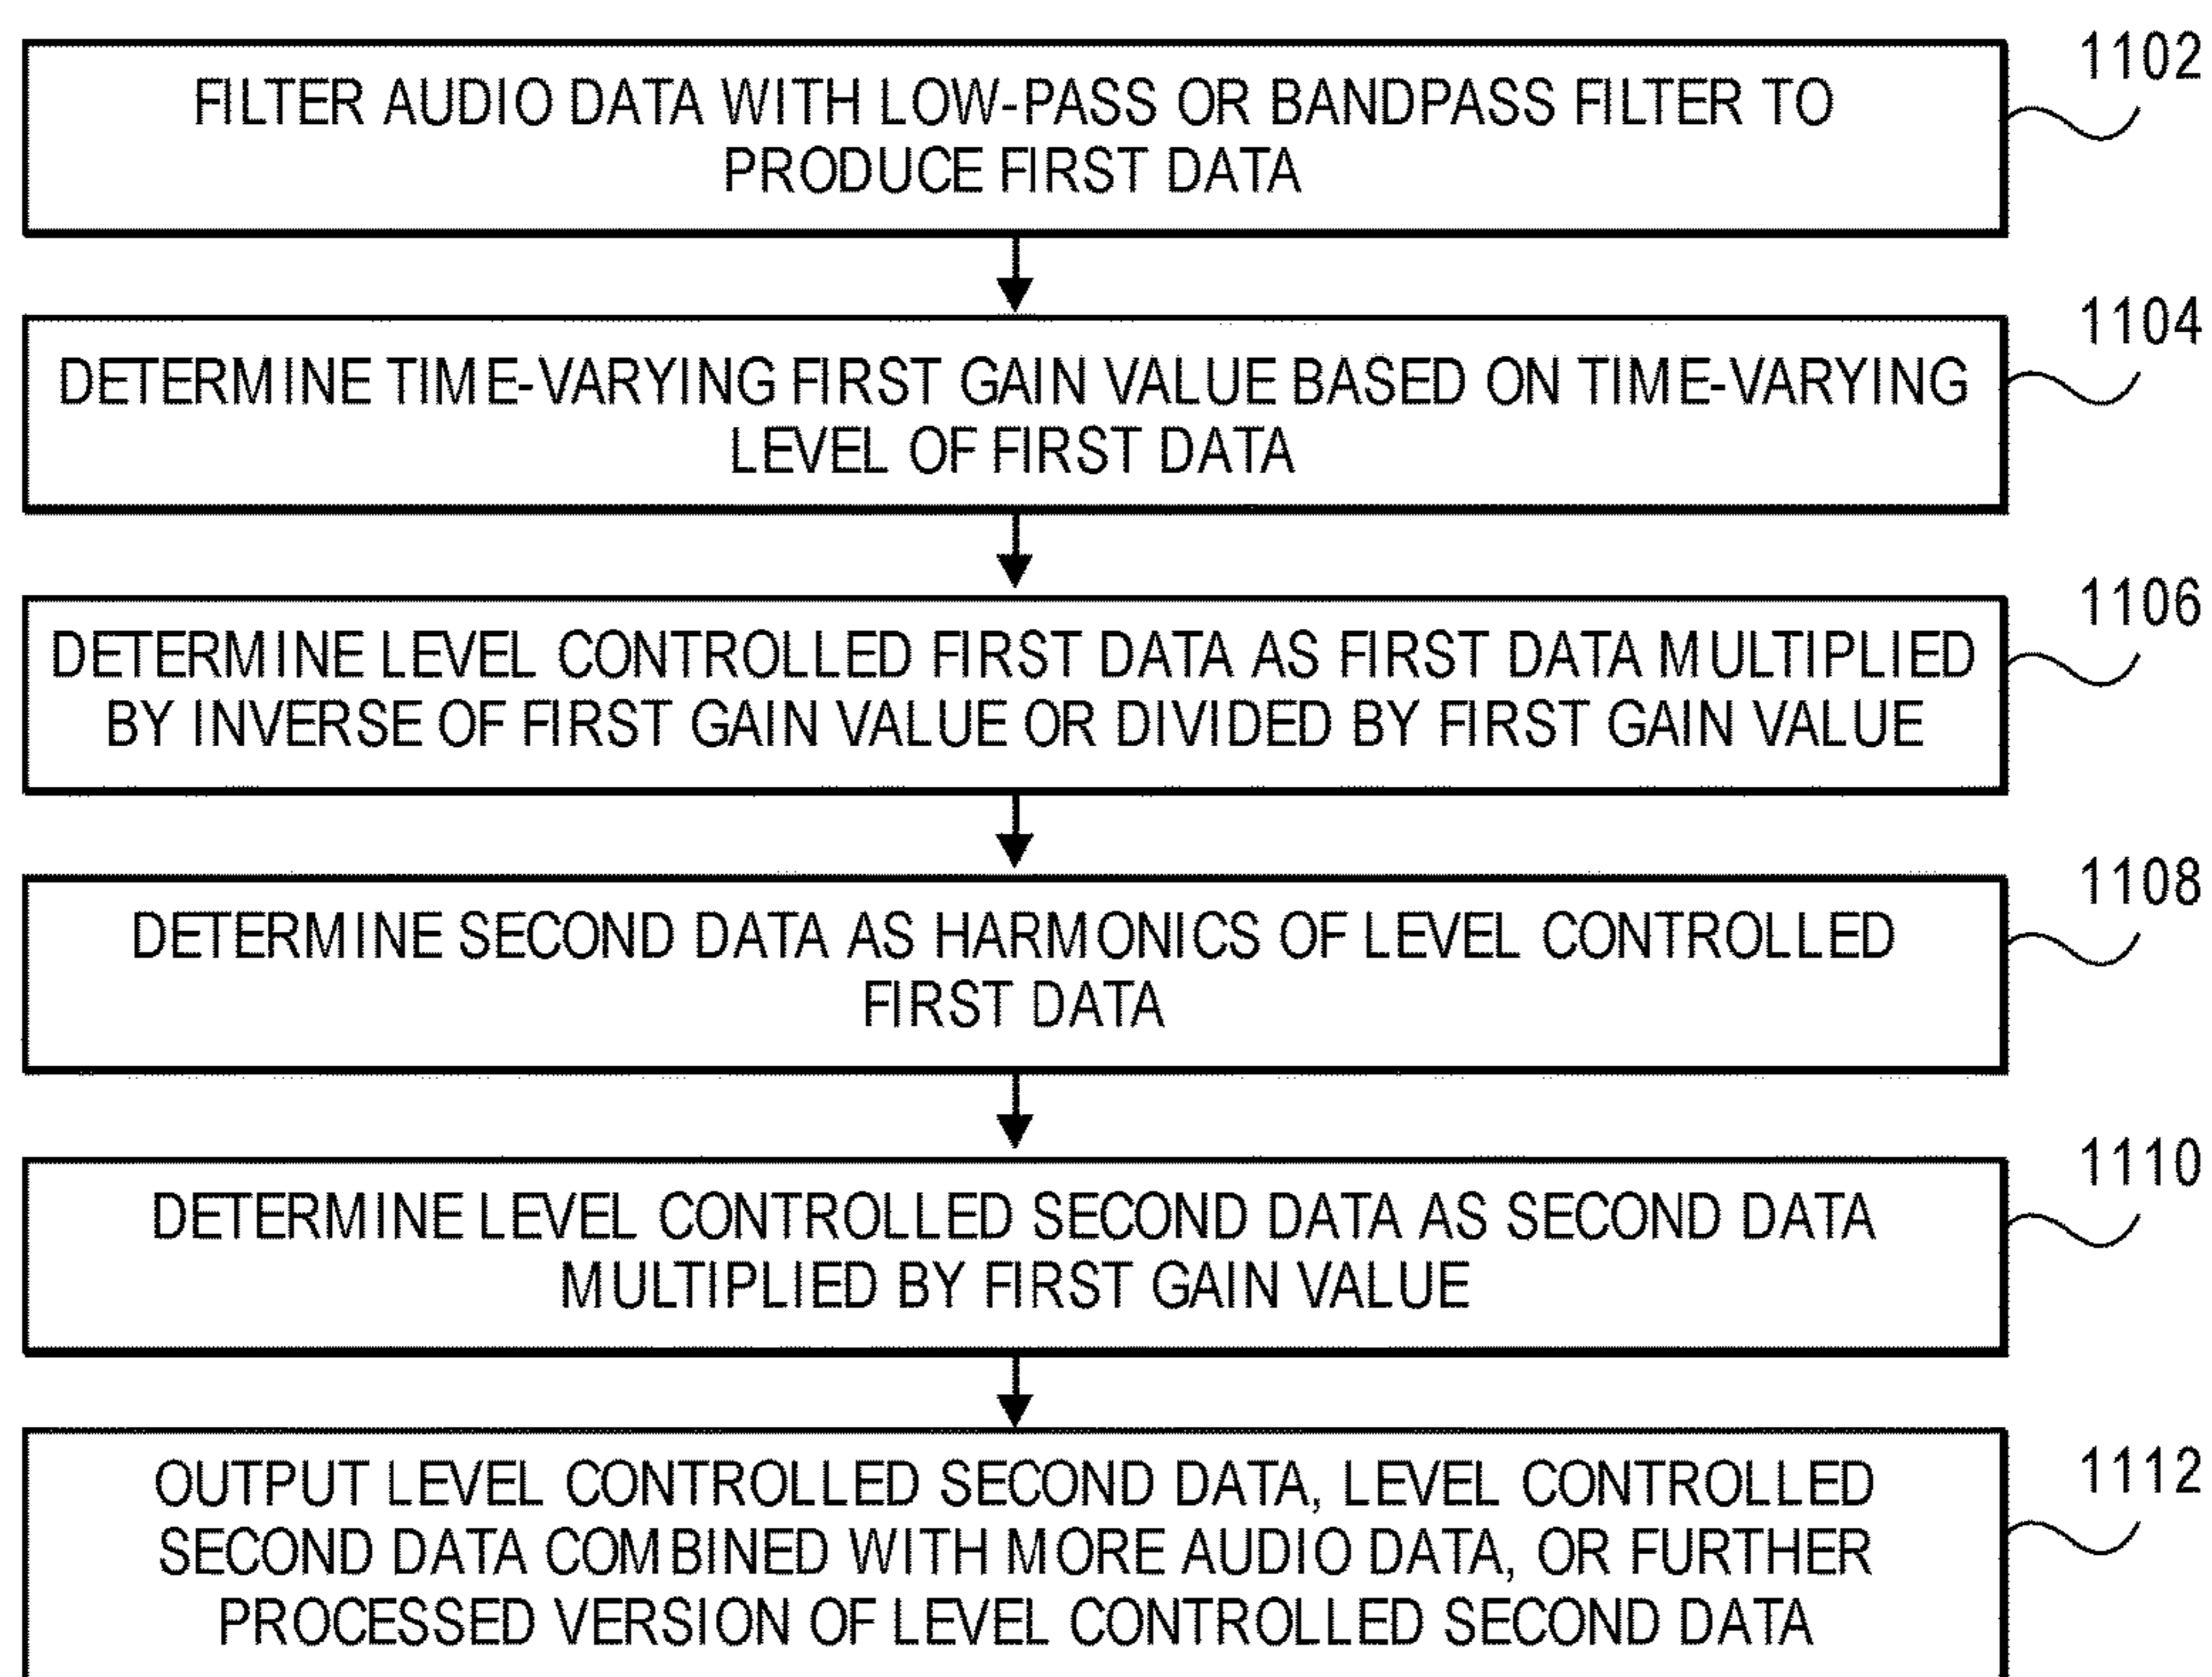 1102
FILTER AUDIO DATA WITH LOW-PASS OR BANDPASS FILTER TO
PRODUCE FIRST DATA
1104
DETERMINE TIME-VARYING FIRST GAIN VALUE BASED ON TIME-VARYING
LEVEL OF FIRST DATA
1106
DETERMINE LEVEL CONTROLLED FIRST DATA AS FIRST DATA MULTIPLIED
BY INVERSE OF FIRST GAIN VALUE OR DIVIDED BY FIRST GAIN VALUE
1108
DETERMINE SECOND DATA AS HARMONICS OF LEVEL CONTROLLED
FIRST DATA
1110
DETERMINE LEVEL CONTROLLED SECOND DATA AS SECOND DATA
MULTIPLIED BY FIRST GAIN VALUE
1112
OUTPUT LEVEL CONTROLLED SECOND DATA, LEVEL CONTROLLED
SECOND DATA COMBINED WITH MORE AUDIO DATA, OR FURTHER
PROCESSED VERSION OF LEVEL CONTROLLED SECOND DATA